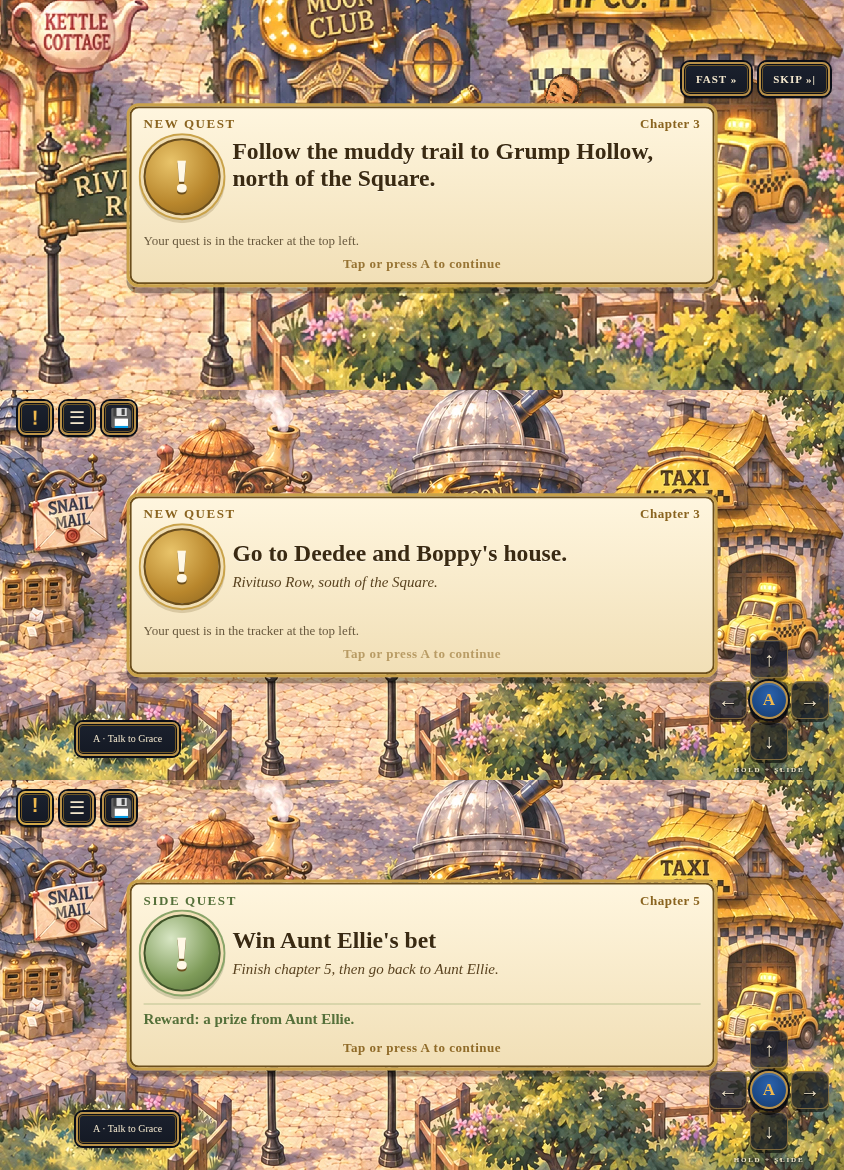 KETTLE
COTTAGE
MOON
CLUB
CO.
FAST »
SKIP »|
NEW QUEST
Chapter 3
!
Follow the muddy trail to Grump Hollow,
north of the Square.
Your quest is in the tracker at the top left.
Tap or press A to continue
!
☰
SNAIL
MAIL
TAXI
NEW QUEST
Chapter 3
!
Go to Deedee and Boppy's house.
Rivituso Row, south of the Square.
Your quest is in the tracker at the top left.
Tap or press A to continue
↑
← A →
↓
HOLD + SLIDE
A · Talk to Grace
!
☰
SNAIL
MAIL
TAXI
SIDE QUEST
Chapter 5
!
Win Aunt Ellie's bet
Finish chapter 5, then go back to Aunt Ellie.
Reward: a prize from Aunt Ellie.
Tap or press A to continue
↑
← A →
↓
HOLD + SLIDE
A · Talk to Grace